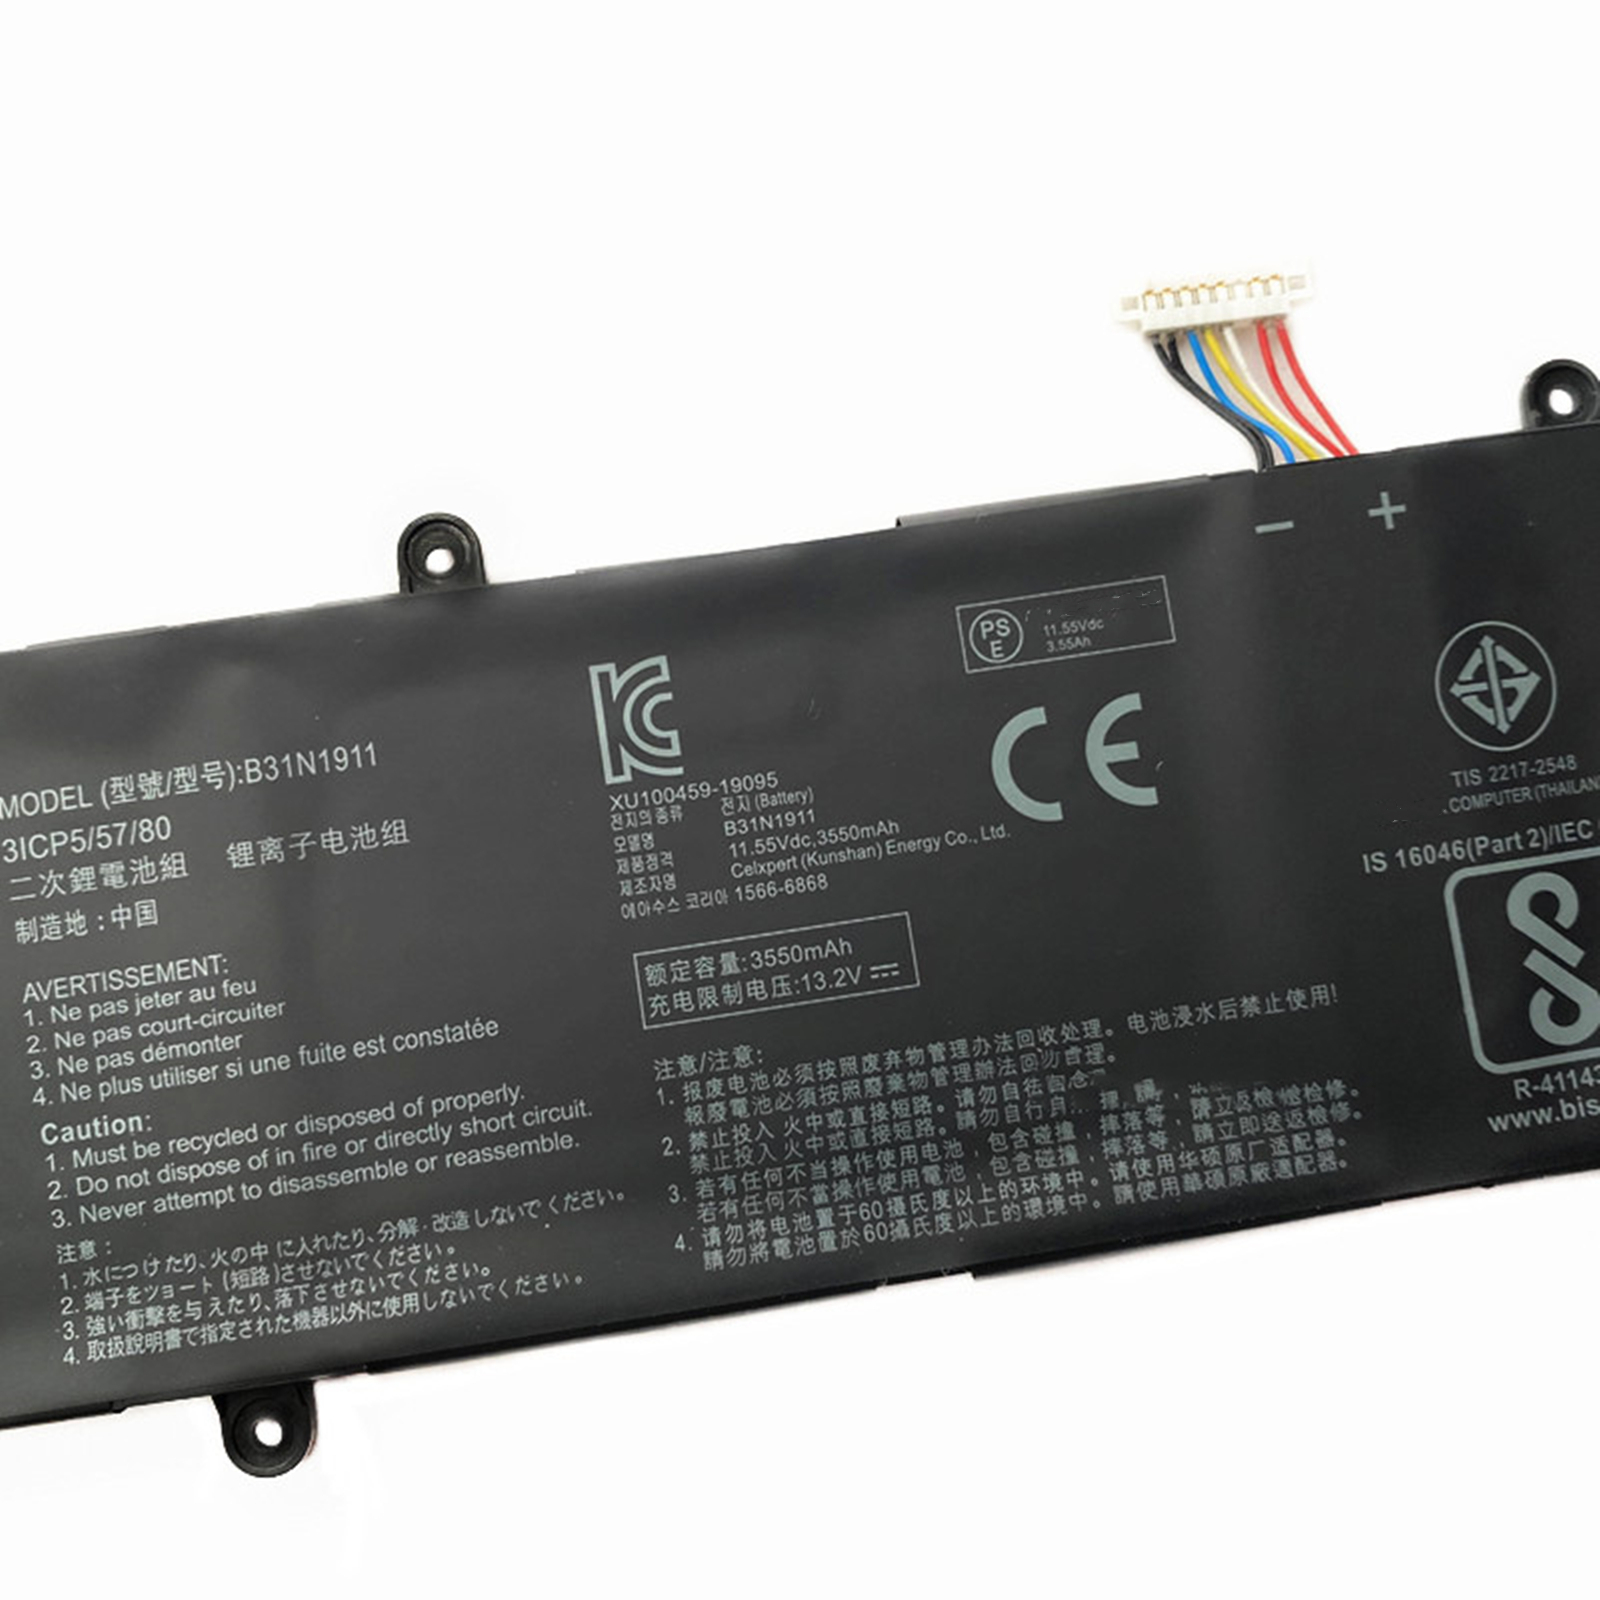 − +
PS
E
11.55Vdc
3.55Ah
MODEL (型號/型号):B31N1911
3ICP5/57/80
二次鋰電池組 锂离子电池组
制造地:中国
AVERTISSEMENT:
1. Ne pas jeter au feu
2. Ne pas court-circuiter
3. Ne pas démonter
4. Ne plus utiliser si une fuite est constatée
Caution:
1. Must be recycled or disposed of properly.
2. Do not dispose of in fire or directly short circuit.
3. Never attempt to disassemble or reassemble.
注意:
1. 水につけたり、火の中に入れたり、分解・改造しないでください。
2. 端子をショート (短路)させないでください。
3. 強い衝撃を与えたり、落下させないでください。
4. 取扱說明書で指定された機器以外に使用しないでください。
XU100459-19095
전지의종류 전지 (Battery)
모델명 B31N1911
제품정격 11.55Vdc,3550mAh
제조자명 Celxpert (Kunshan) Energy Co., Ltd.
에이수스 코리아 1566-6868
额定容量:3550mAh
充电限制电压:13.2V
注意/注意:
1. 报废电池必须按照废弃物管理办法回收处理。电池浸水后禁止使用!
報廢電池必須按照廢棄物管理辦法回
2. 禁止投入 火中或直接短路。请勿自
禁止投入 火中或直接短路。請勿自行
3. 若有任何不当操作使用电池,包含碰撞,摔落等,請立
若有任何不當操作使用電池,包含碰撞,摔落等,請立即送返檢修。
4. 请勿将电池置于60攝氏度以上的环境中。请使用华硕原厂适配器。
請勿將電池置於60攝氏度以上的環境中。請使用華碩原廠適配器。
CE
TIS 2217-2548
COMPUTER (THAILAN
IS 16046(Part 2)/IEC
R-41143
www.bis